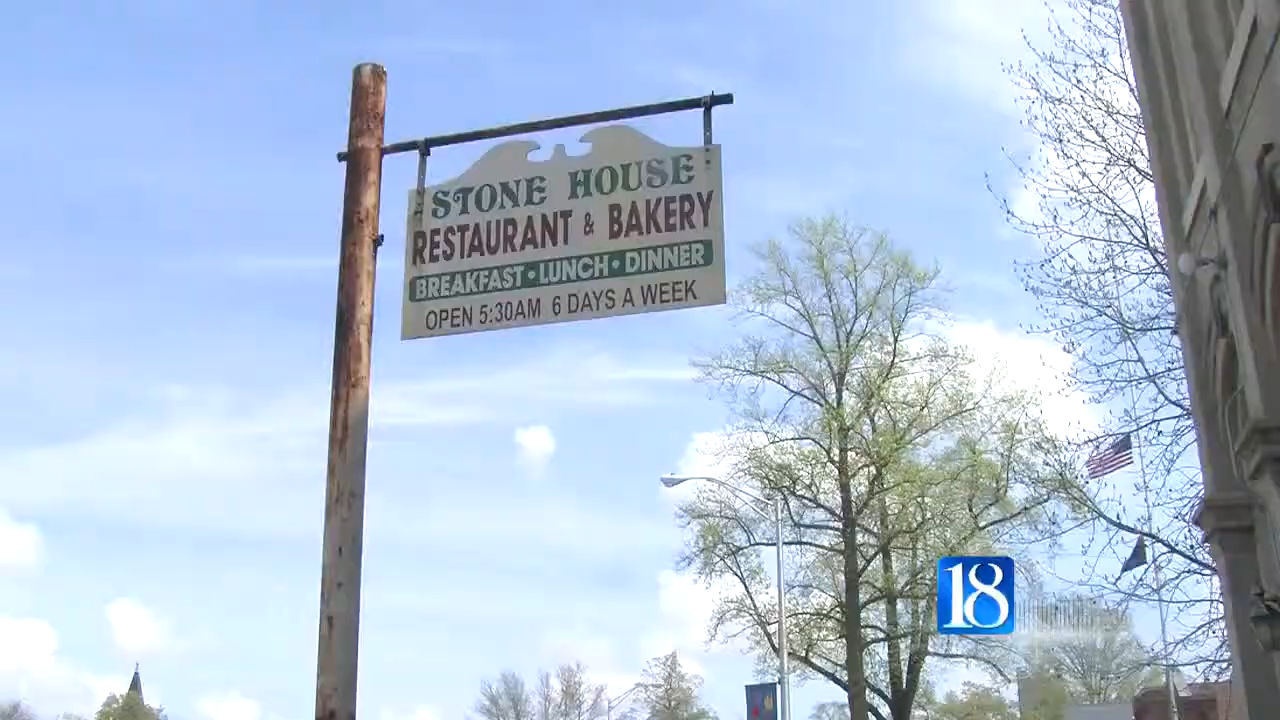 STONE HOUSE
RESTAURANT & BAKERY
BREAKFAST • LUNCH • DINNER
OPEN 5:30AM 6 DAYS A WEEK
18